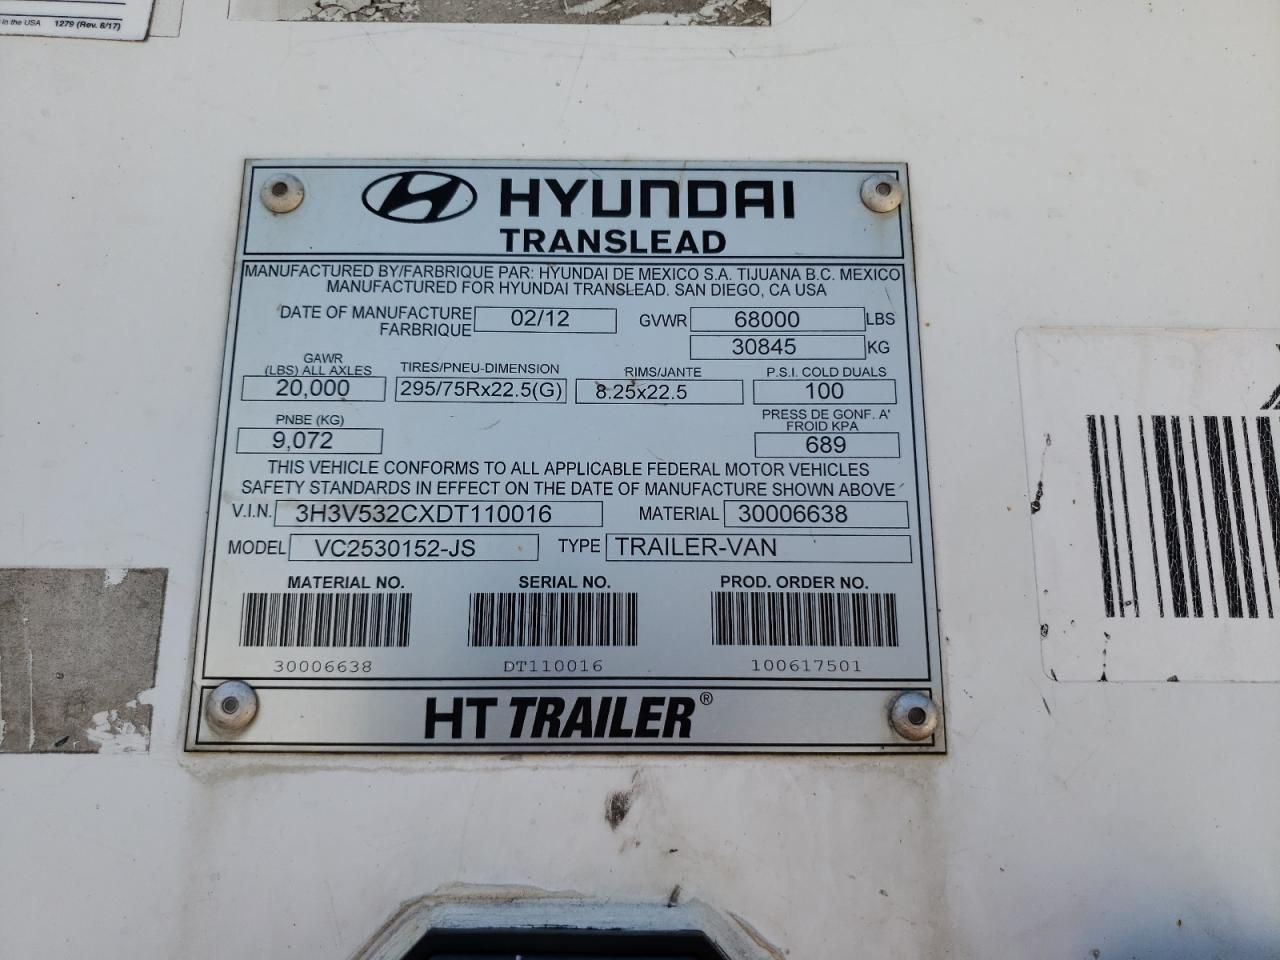 in the USA 1279 (Rev. 8/17)
HYUNDAI
TRANSLEAD
MANUFACTURED BY/FARBRIQUE PAR: HYUNDAI DE MEXICO S.A. TIJUANA B.C. MEXICO
MANUFACTURED FOR HYUNDAI TRANSLEAD. SAN DIEGO, CA USA
DATE OF MANUFACTURE 02/12 GVWR 68000 LBS
FARBRIQUE
30845 KG
GAWR
(LBS) ALL AXLES TIRES/PNEU-DIMENSION RIMS/JANTE P.S.I. COLD DUALS
20,000 295/75Rx22.5(G) 8.25x22.5 100
PNBE (KG) PRESS DE GONF. A'
FROID KPA
9,072 689
THIS VEHICLE CONFORMS TO ALL APPLICABLE FEDERAL MOTOR VEHICLES
SAFETY STANDARDS IN EFFECT ON THE DATE OF MANUFACTURE SHOWN ABOVE
V.I.N. 3H3V532CXDT110016 MATERIAL 30006638
MODEL VC2530152-JS TYPE TRAILER-VAN
MATERIAL NO. SERIAL NO. PROD. ORDER NO.
30006638 DT110016 100617501
HT TRAILER®